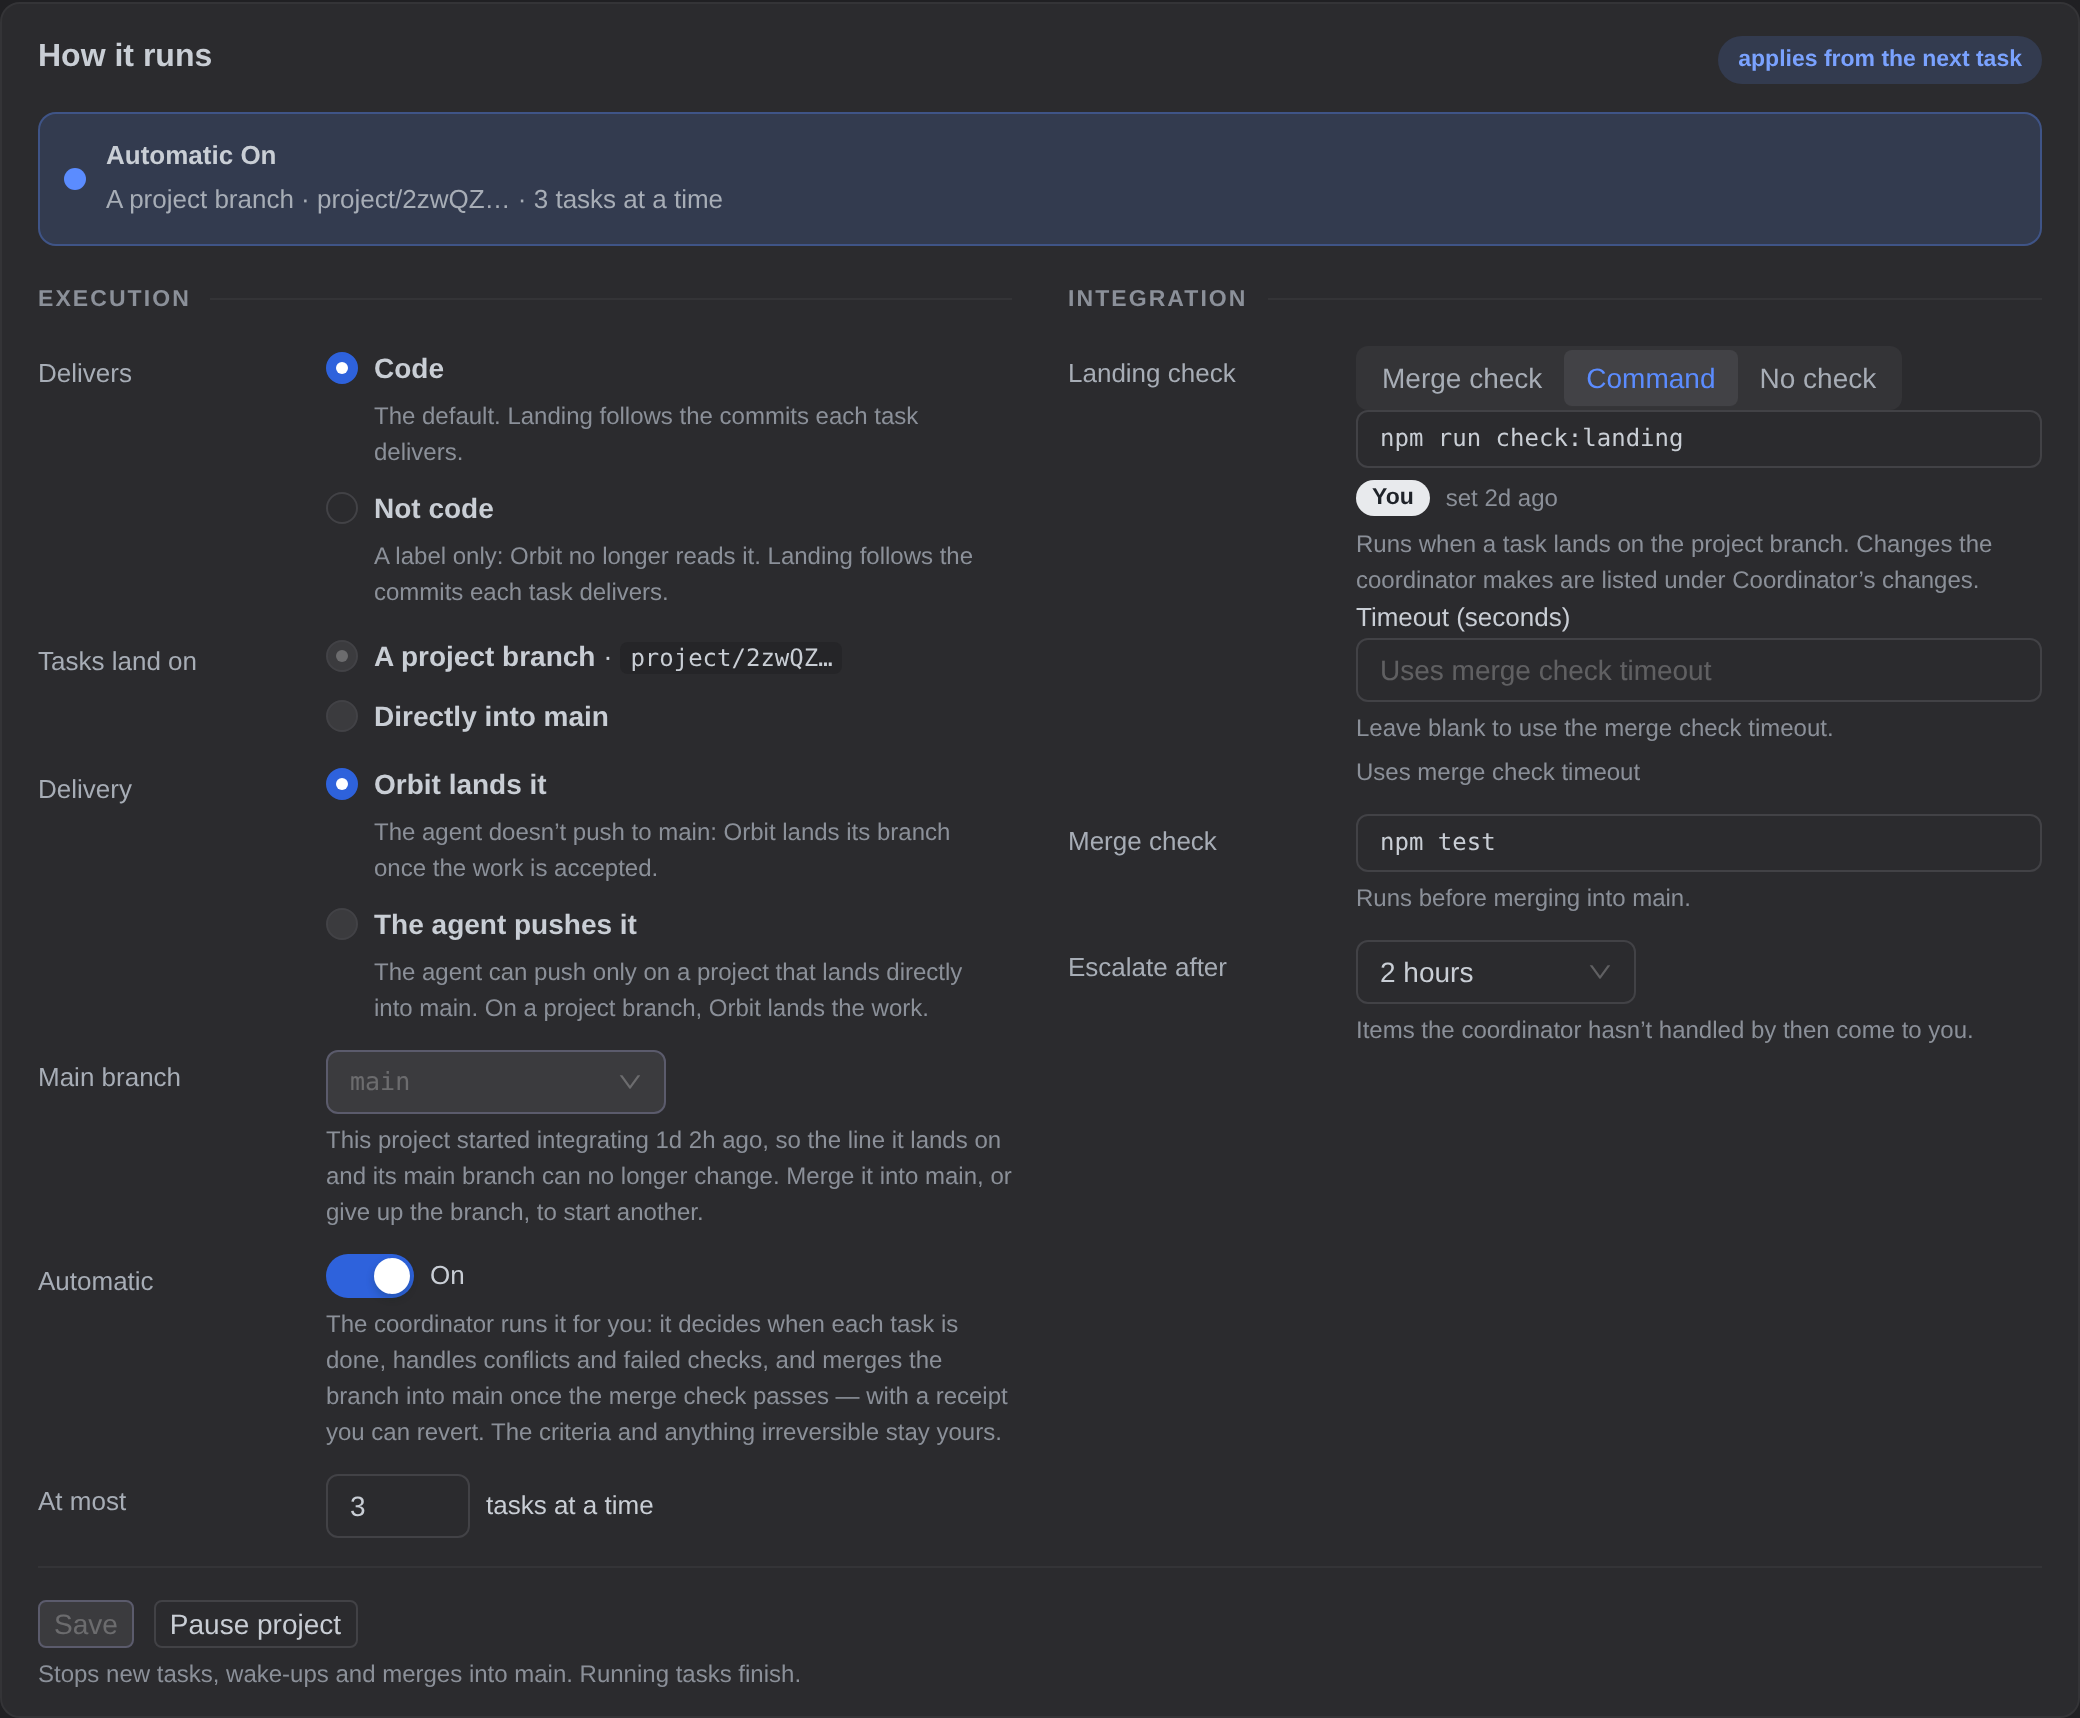 How it runs
applies from the next task
Automatic On
A project branch · project/2zwQZ… · 3 tasks at a time
EXECUTION
Delivers
Code
The default. Landing follows the commits each task
delivers.
Not code
A label only: Orbit no longer reads it. Landing follows the
commits each task delivers.
Tasks land on
A project branch · project/2zwQZ…
Directly into main
Delivery
Orbit lands it
The agent doesn’t push to main: Orbit lands its branch
once the work is accepted.
The agent pushes it
The agent can push only on a project that lands directly
into main. On a project branch, Orbit lands the work.
Main branch
main
This project started integrating 1d 2h ago, so the line it lands on
and its main branch can no longer change. Merge it into main, or
give up the branch, to start another.
Automatic
On
The coordinator runs it for you: it decides when each task is
done, handles conflicts and failed checks, and merges the
branch into main once the merge check passes — with a receipt
you can revert. The criteria and anything irreversible stay yours.
At most
3
tasks at a time
INTEGRATION
Landing check
Merge check
Command
No check
npm run check:landing
You
set 2d ago
Runs when a task lands on the project branch. Changes the
coordinator makes are listed under Coordinator’s changes.
Timeout (seconds)
Uses merge check timeout
Leave blank to use the merge check timeout.
Uses merge check timeout
Merge check
npm test
Runs before merging into main.
Escalate after
2 hours
Items the coordinator hasn’t handled by then come to you.
Save
Pause project
Stops new tasks, wake-ups and merges into main. Running tasks finish.